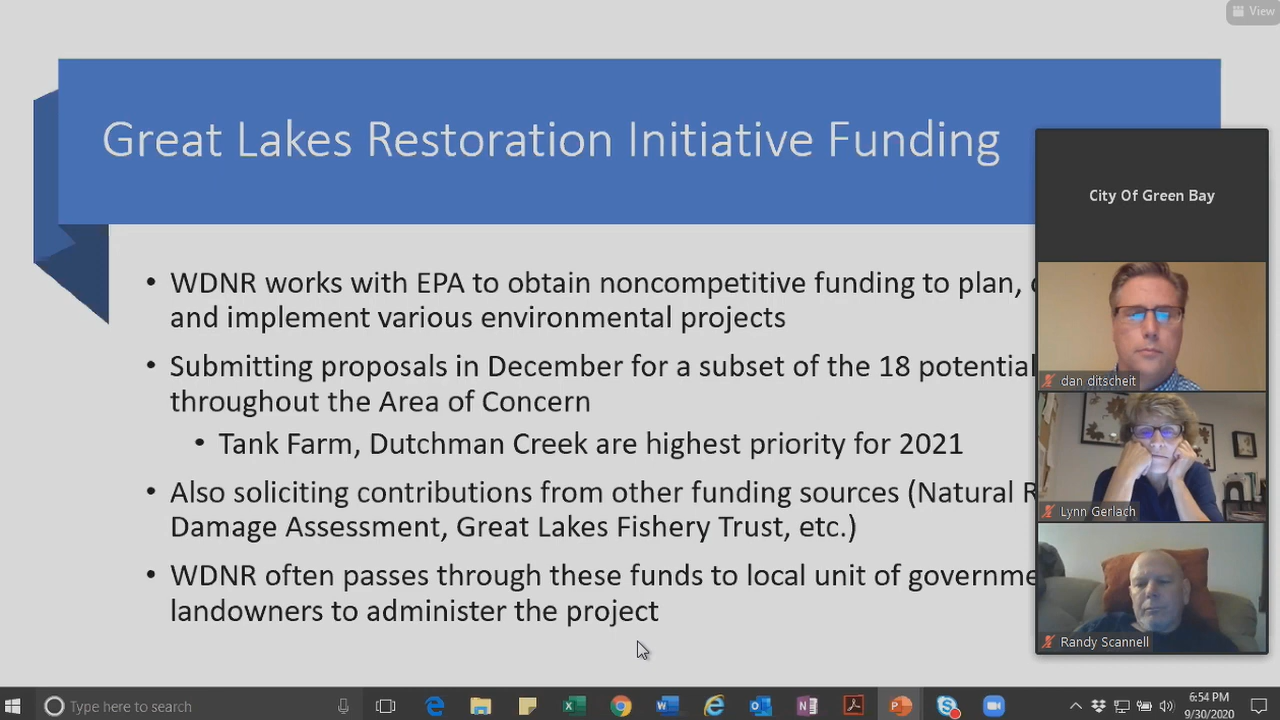 View
Great Lakes Restoration Initiative Funding
City Of Green Bay
• WDNR works with EPA to obtain noncompetitive funding to plan,
and implement various environmental projects
• Submitting proposals in December for a subset of the 18 potential
throughout the Area of Concern
• Tank Farm, Dutchman Creek are highest priority for 2021
• Also soliciting contributions from other funding sources (Natural R
Damage Assessment, Great Lakes Fishery Trust, etc.)
• WDNR often passes through these funds to local unit of governme
landowners to administer the project
dan ditscheit
Lynn Gerlach
Randy Scannell
Type here to search
6:54 PM
9/30/2020